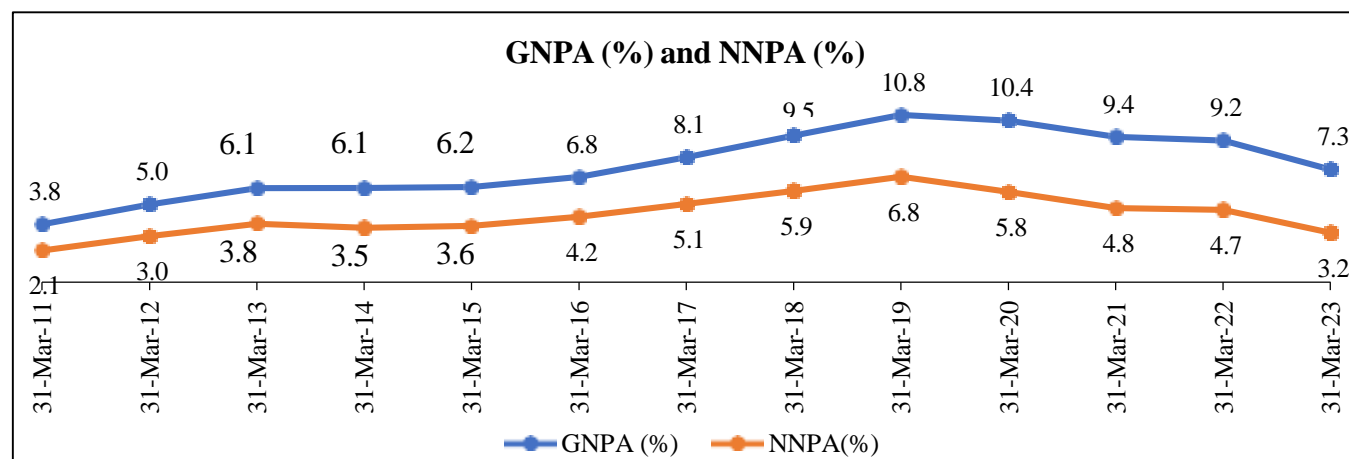 GNPA (%) and NNPA (%)
3.8 5.0 6.1 6.1 6.2 6.8 8.1 9.5 10.8 10.4 9.4 9.2 7.3
2.1 3.0 3.8 3.5 3.6 4.2 5.1 5.9 6.8 5.8 4.8 4.7 3.2
31-Mar-11
31-Mar-12
31-Mar-13
31-Mar-14
31-Mar-15
31-Mar-16
31-Mar-17
31-Mar-18
31-Mar-19
31-Mar-20
31-Mar-21
31-Mar-22
31-Mar-23
GNPA (%) NNPA(%)